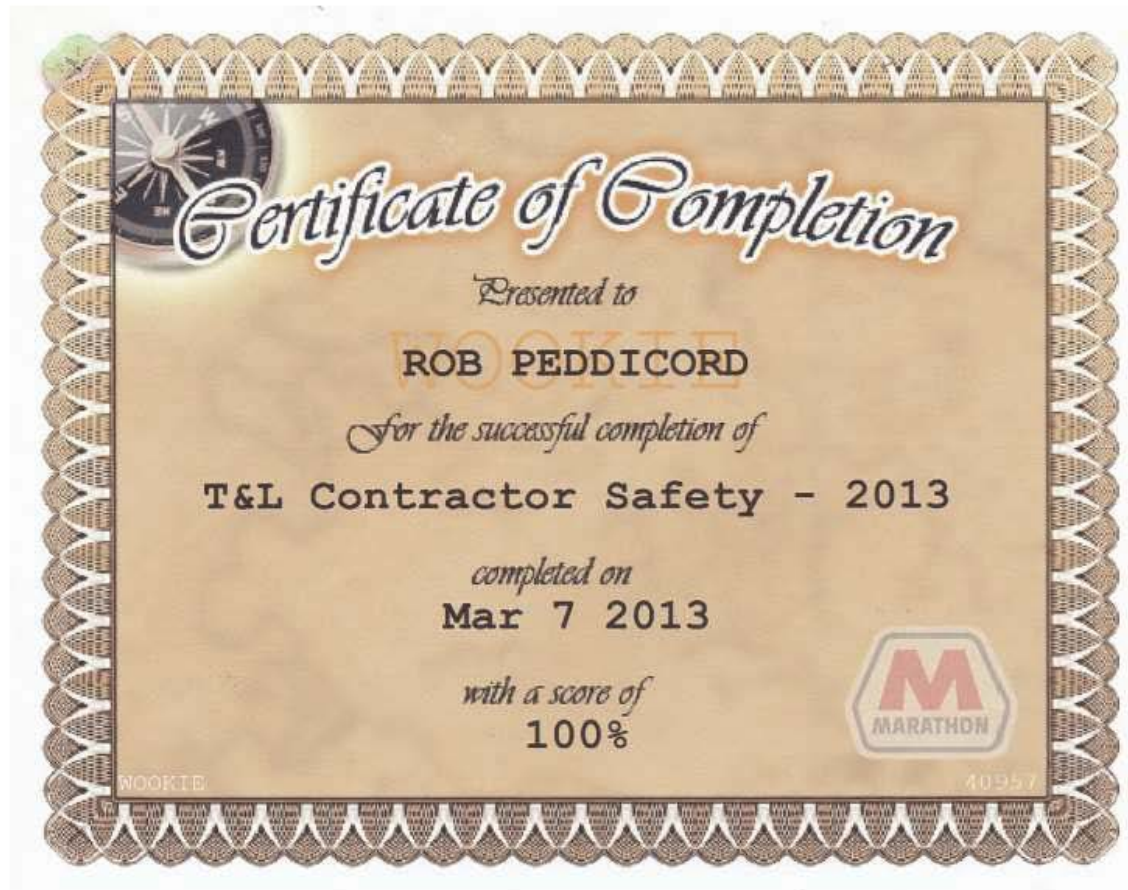 Certificate of Completion
Presented to
WOOKIE
ROB PEDDICORD
For the successful completion of
T&L Contractor Safety - 2013
completed on
Mar 7 2013
with a score of
100%
M
MARATHON
WOOKIE
40957